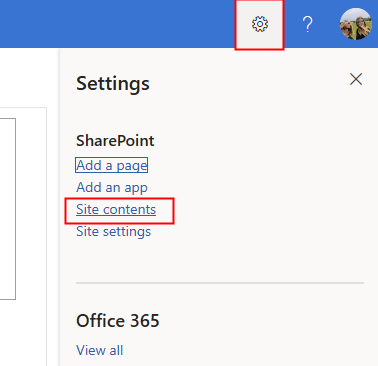 ?
Settings
SharePoint
Add a page
Add an app
Site contents
Site settings
Office 365
View all